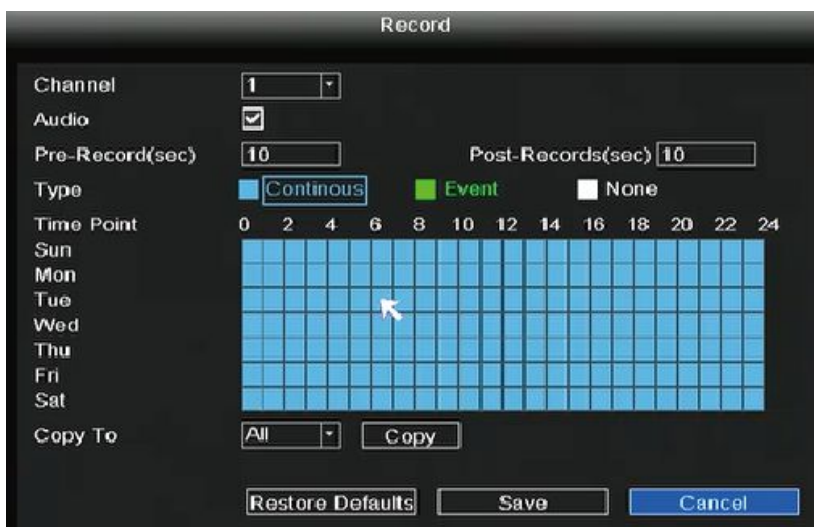 Record
Channel 1
Audio
Pre-Record(sec) 10 Post-Records(sec) 10
Type Continous Event None
Time Point 0 2 4 6 8 10 12 14 16 18 20 22 24
Sun
Mon
Tue
Wed
Thu
Fri
Sat
Copy To All Copy
Restore Defaults Save Cancel